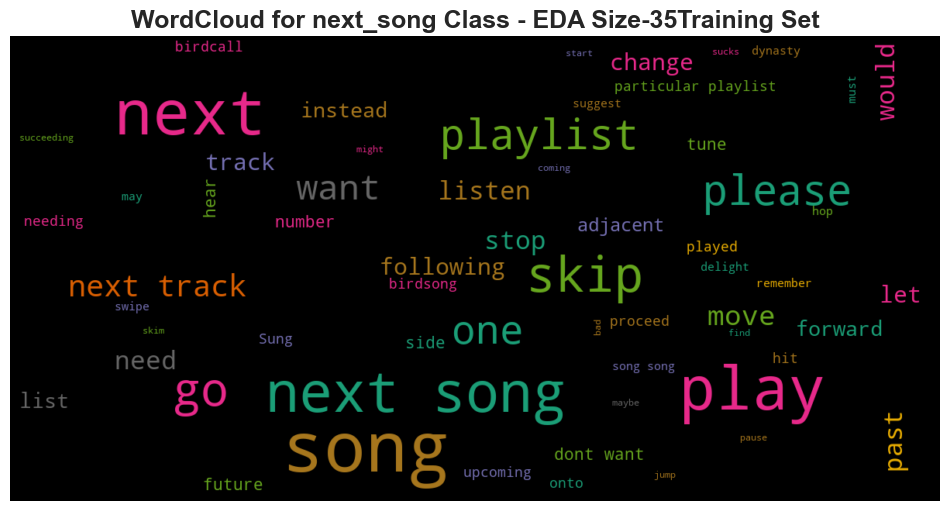 WordCloud for next_song Class - EDA Size-35Training Set
birdcall
start
sucks
dynasty
change
would
particular playlist
must
next
instead
suggest
playlist
succeeding
tune
might
track
coming
want
listen
please
hear
may
hop
needing
number
adjacent
stop
played
following
skip
delight
next track
birdsong
remember
let
swipe
move
forward
skim
one
proceed
bad
find
Sung
side
need
hit
song song
go
next song
play
list
maybe
past
song
pause
dont want
upcoming
jump
future
onto